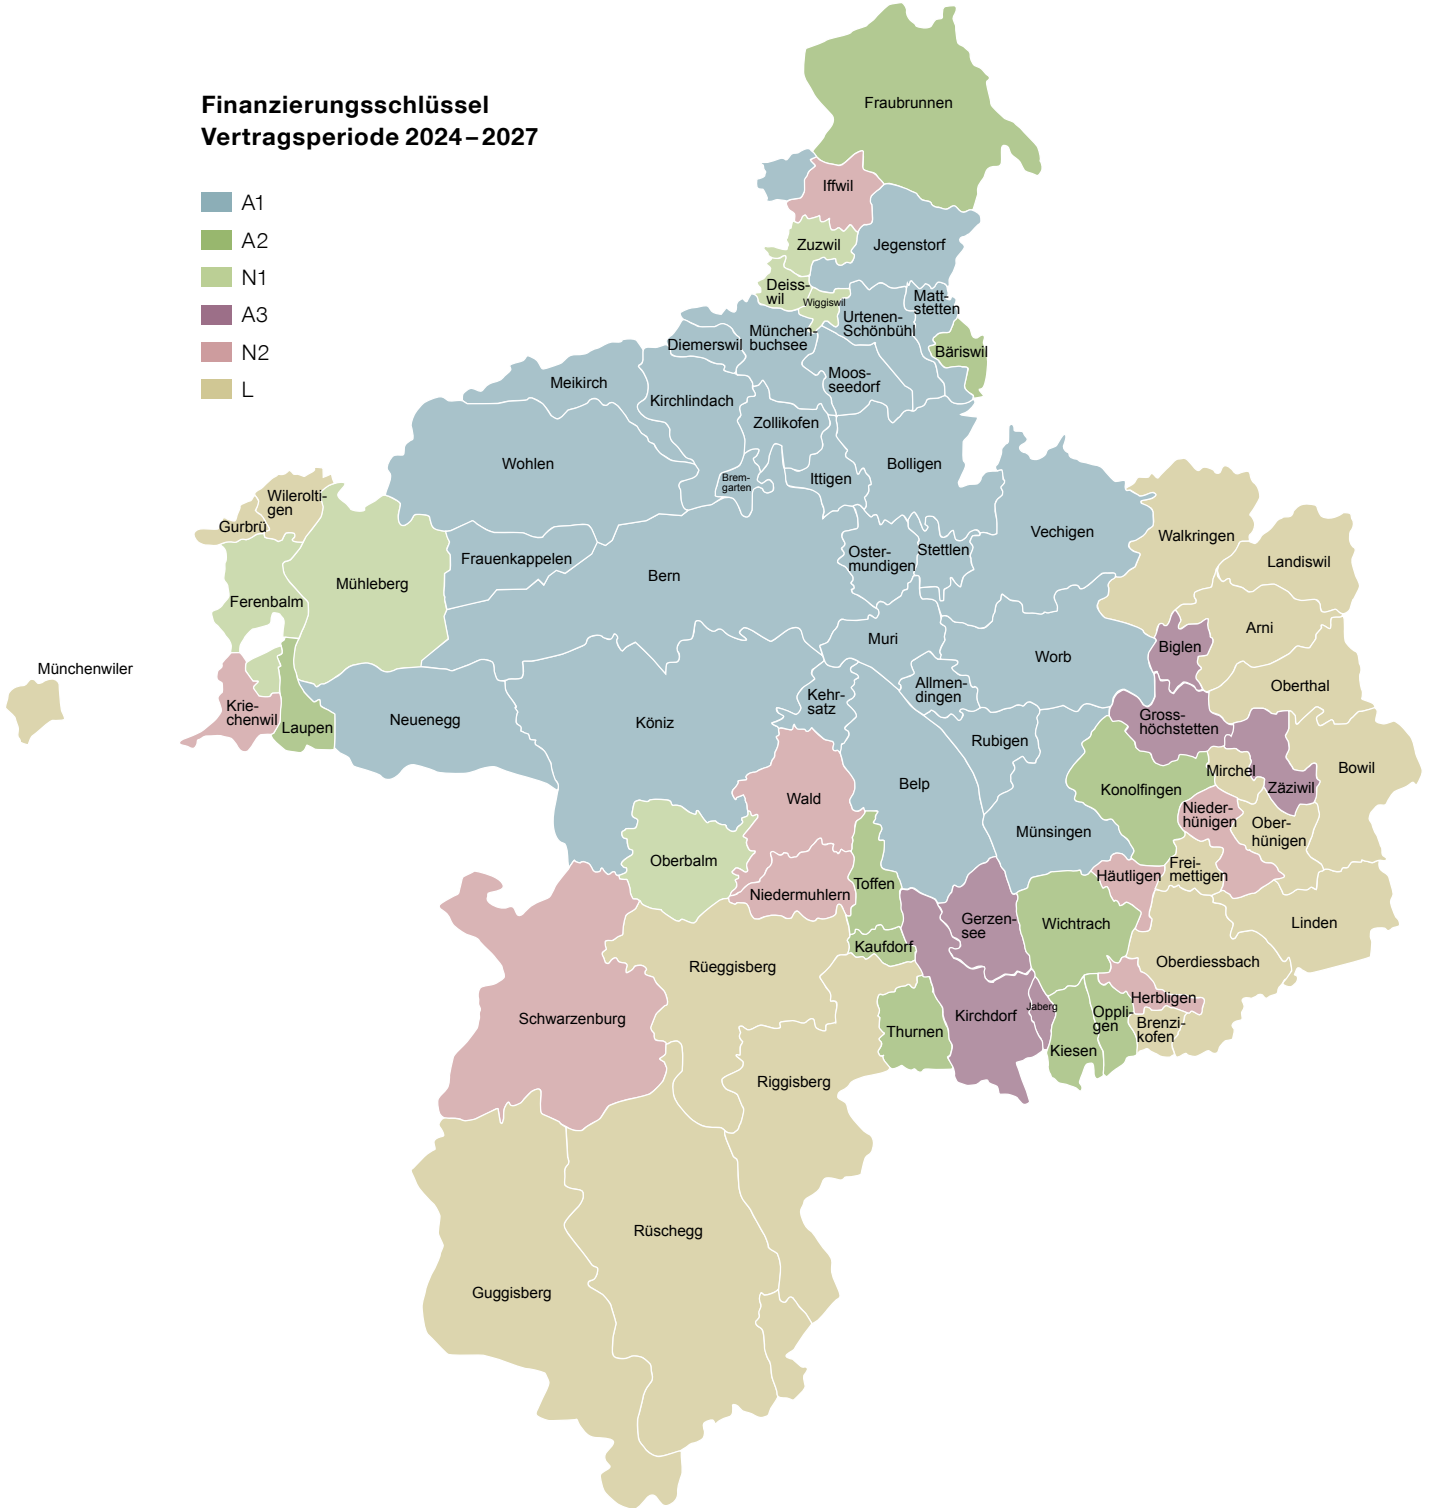 Finanzierungsschlüssel
Vertragsperiode 2024–2027
A1
A2
N1
A3
N2
L
Fraubrunnen
Iffwil
Zuzwil
Jegenstorf
Deiss-
wil
Wiggiswil
Matt-
stetten
Urtenen-
Schönbühl
München-
buchsee
Diemerswil
Bäriswil
Moos-
seedorf
Meikirch
Kirchlindach
Zollikofen
Wohlen
Bolligen
Brem-
garten
Ittigen
Wilerolti-
gen
Gurbrü
Vechigen
Walkringen
Landiswil
Frauenkappelen
Bern
Oster-
mundigen
Stettlen
Mühleberg
Ferenbalm
Arni
Muri
Worb
Biglen
Münchenwiler
Oberthal
Allmen-
dingen
Kehr-
satz
Krie-
chenwil
Laupen
Neuenegg
Köniz
Gross-
höchstetten
Rubigen
Bowil
Mirchel
Zäziwil
Belp
Konolfingen
Wald
Nieder-
hünigen
Ober-
hünigen
Münsingen
Oberbalm
Frei-
mettigen
Häutligen
Toffen
Niedermuhlern
Gerzen-
see
Wichtrach
Linden
Kaufdorf
Rüeggisberg
Oberdiessbach
Herbligen
Jaberg
Kirchdorf
Oppli-
gen
Schwarzenburg
Brenzi-
kofen
Thurnen
Kiesen
Riggisberg
Rüschegg
Guggisberg